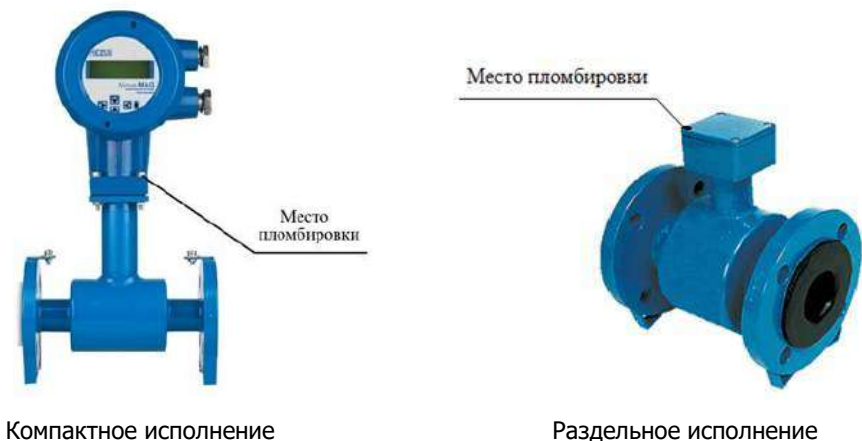 Место пломбировки
Место
пломбировки
Компактное исполнение
Раздельное исполнение